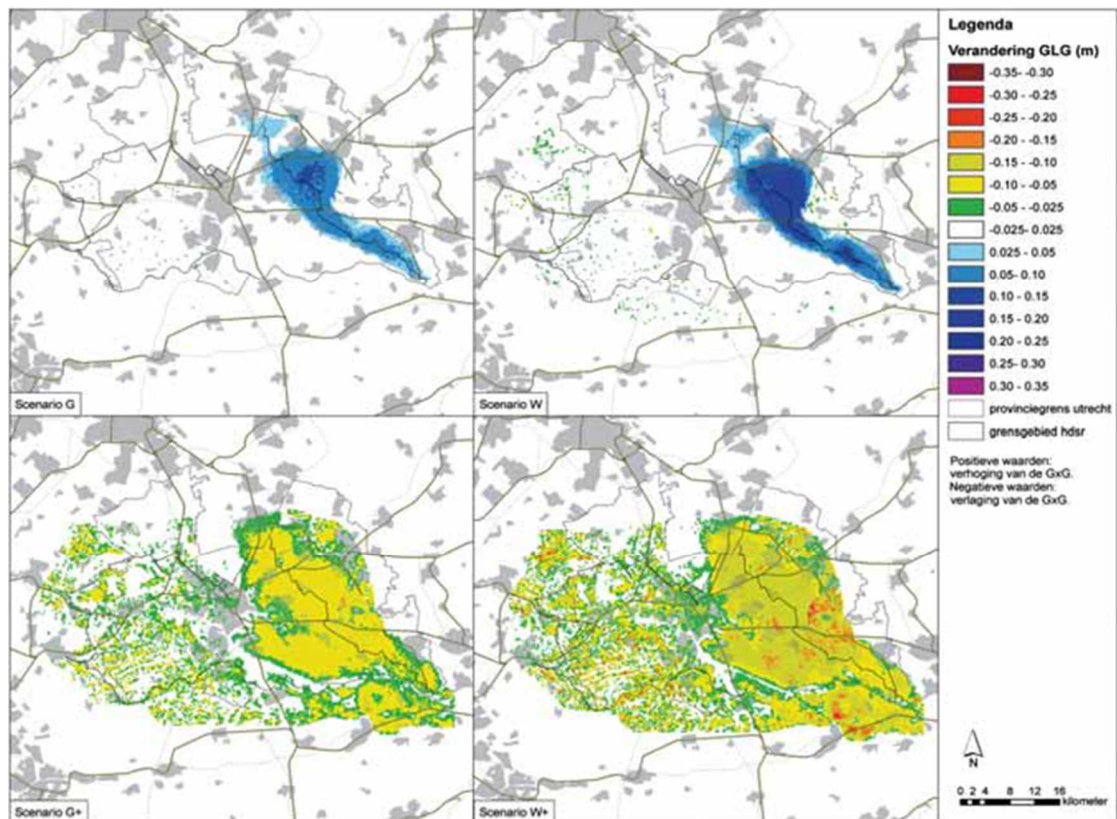 Scenario G
Scenario W
Scenario G+
Scenario W+
Legenda
Verandering GLG (m)
-0.35- -0.30
-0.30 - -0.25
-0.25 - -0.20
-0.20 - -0.15
-0.15 - -0.10
-0.10 - -0.05
-0.05 - -0.025
-0.025- 0.025
0.025 - 0.05
0.05- 0.10
0.10 - 0.15
0.15 - 0.20
0.20 - 0.25
0.25- 0.30
0.30 - 0.35
provinciegrens utrecht
grensgebied hdsr
Positieve waarden:
verhoging van de GxG.
Negatieve waarden:
verlaging van de GxG.
N
0 2 4 8 12 16
kilometer